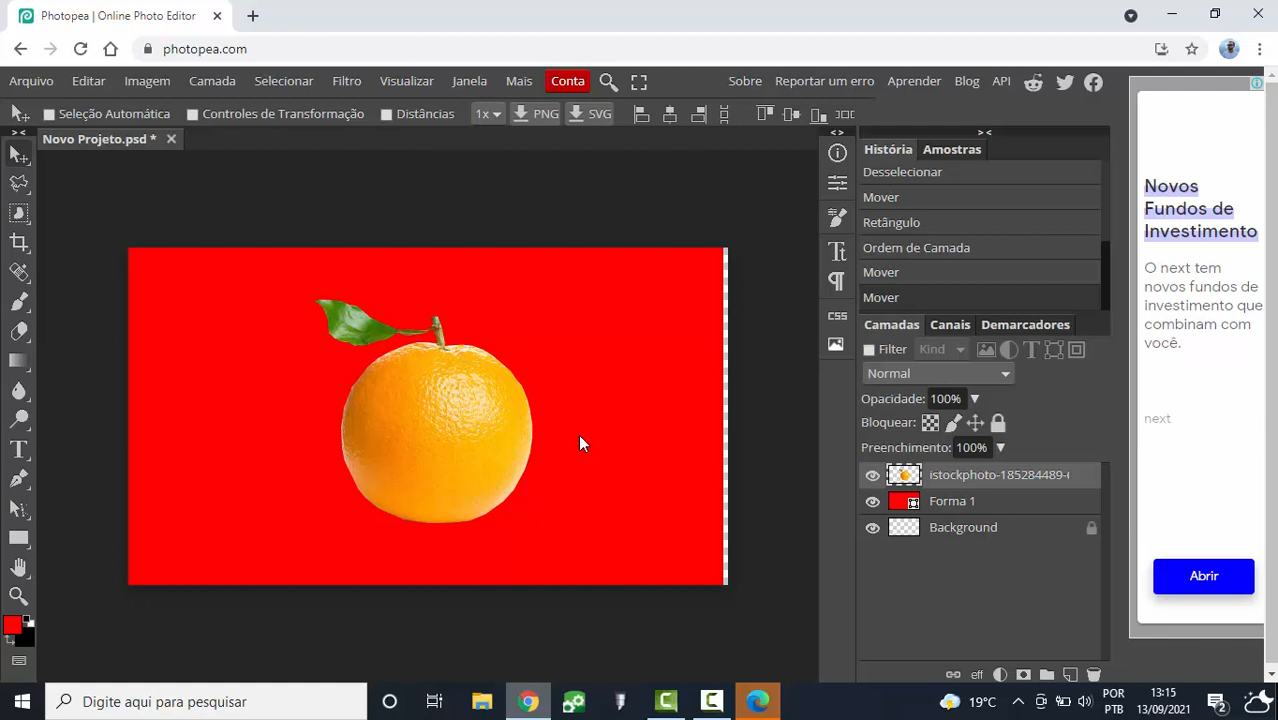 Photopea | Online Photo Editor
photopea.com
Arquivo Editar Imagem Camada Selecionar Filtro Visualizar Janela Mais Conta Sobre Reportar um erro Aprender Blog API
Seleção Automática Controles de Transformação Distâncias 1x PNG SVG
Novo Projeto.psd *
História Amostras
Desselecionar
Mover
Retângulo
Ordem de Camada
Mover
Mover
Camadas Canais Demarcadores
Filter Kind
Normal
Opacidade: 100%
Bloquear:
Preenchimento: 100%
istockphoto-185284489-
Forma 1
Background
eff
CSS
Novos
Fundos de
Investimento
O next tem
novos fundos de
investimento que
combinam com
você.
next
Abrir
Digite aqui para pesquisar
19°C
POR
PTB
13:15
13/09/2021
2